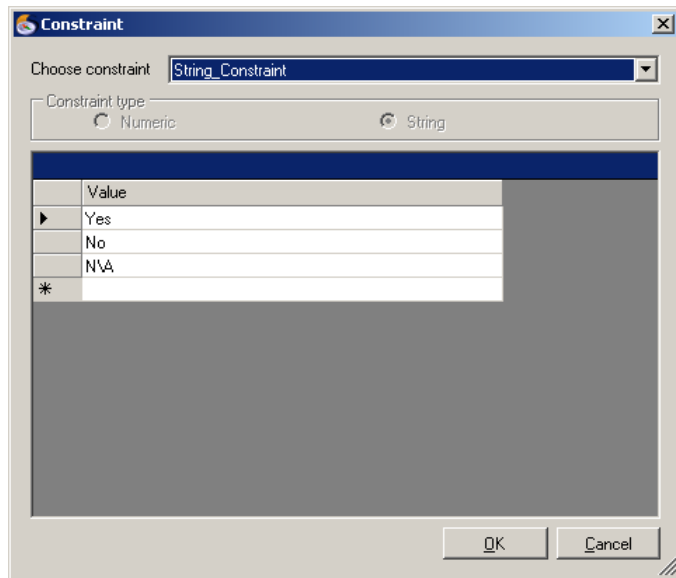 Constraint
Choose constraint String_Constraint
Constraint type
Numeric String
Value
Yes
No
N\A
OK Cancel